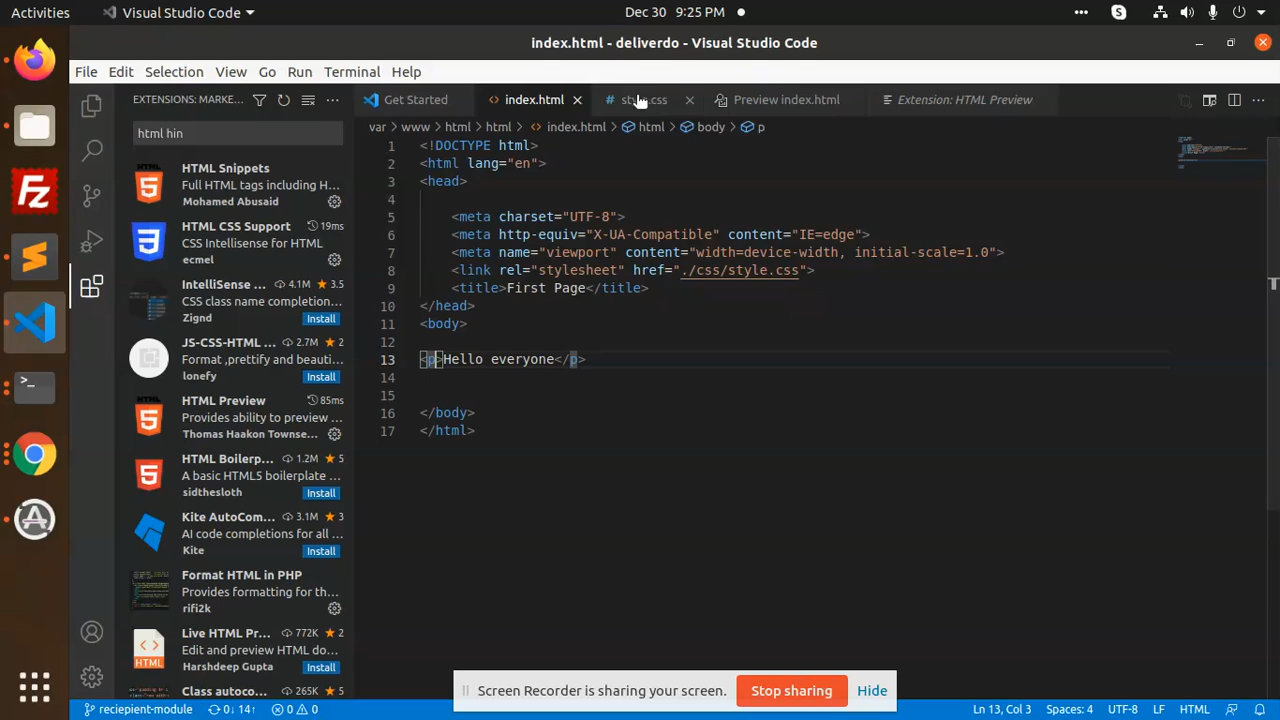 Activities
Visual Studio Code
Dec 30 9:25 PM
index.html - deliverdo - Visual Studio Code
File Edit Selection View Go Run Terminal Help
EXTENSIONS: MARKE...
Get Started
index.html
style.css
Preview index.html
Extension: HTML Preview
html hin
var > www > html > html > index.html > html > body > p
HTML Snippets
Full HTML tags including H...
Mohamed Abusaid
HTML CSS Support 19ms
CSS Intellisense for HTML
ecmel
IntelliSense ... 4.1M 3.5
CSS class name completion...
Zignd Install
JS-CSS-HTML ... 2.7M 2
Format ,prettify and beauti...
lonefy Install
HTML Preview 85ms
Provides ability to preview ...
Thomas Haakon Townse...
HTML Boilerp... 1.2M 5
A basic HTML5 boilerplate ...
sidthesloth Install
Kite AutoCom... 3.1M 3
AI code completions for all ...
Kite Install
Format HTML in PHP
Provides formatting for th...
rifi2k
Live HTML Pr... 772K 2
Edit and preview HTML do...
Harshdeep Gupta Install
Class autoco... 265K 5
1 <!DOCTYPE html>
2 <html lang="en">
3 <head>
4
5 <meta charset="UTF-8">
6 <meta http-equiv="X-UA-Compatible" content="IE=edge">
7 <meta name="viewport" content="width=device-width, initial-scale=1.0">
8 <link rel="stylesheet" href="./css/style.css">
9 <title>First Page</title>
10 </head>
11 <body>
12
13 <p>Hello everyone</p>
14
15
16 </body>
17 </html>
Screen Recorder is sharing your screen. Stop sharing Hide
reciepient-module 0↓ 14↑ 0 0
Ln 13, Col 3 Spaces: 4 UTF-8 LF HTML